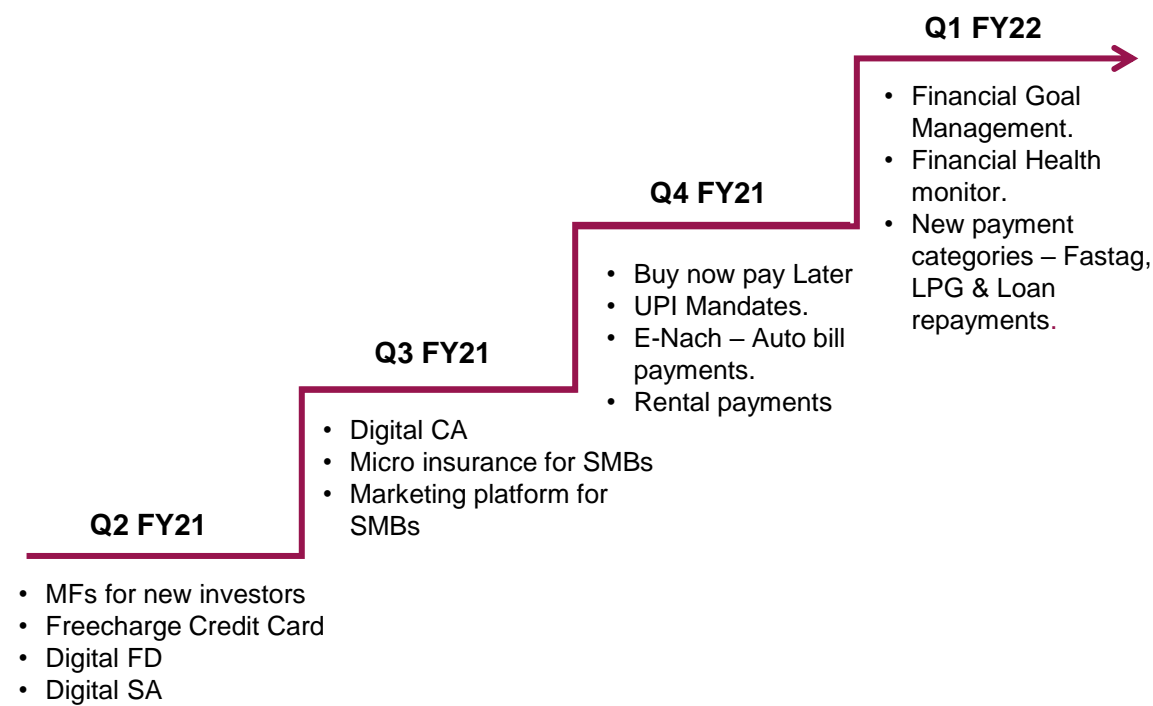 Q2 FY21
• MFs for new investors
• Freecharge Credit Card
• Digital FD
• Digital SA
Q3 FY21
• Digital CA
• Micro insurance for SMBs
• Marketing platform for
SMBs
Q4 FY21
• Buy now pay Later
• UPI Mandates.
• E-Nach – Auto bill
payments.
• Rental payments
Q1 FY22
• Financial Goal
Management.
• Financial Health
monitor.
• New payment
categories – Fastag,
LPG & Loan
repayments.